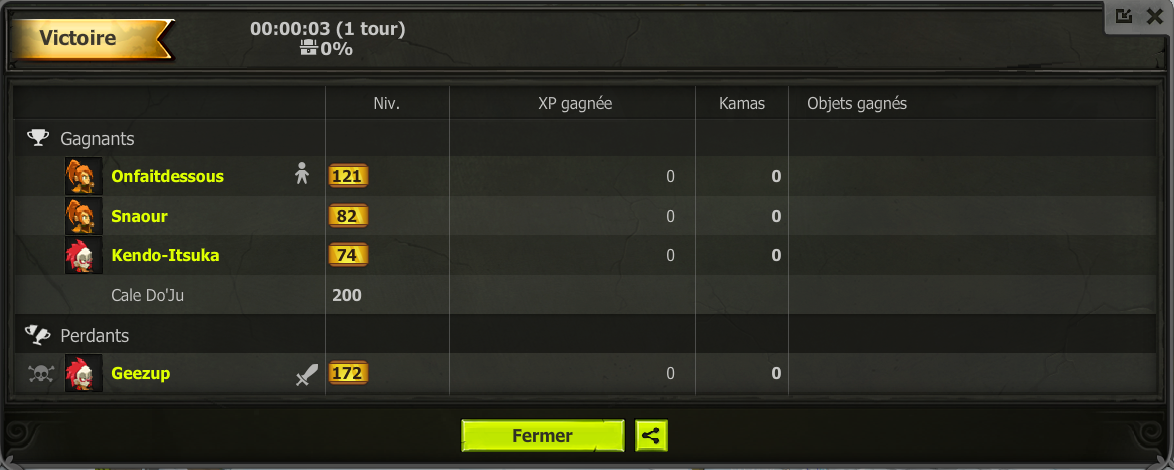 Victoire
00:00:03 (1 tour)
0%
Niv. XP gagnée Kamas Objets gagnés
Gagnants
Onfaitdessous 121 0 0
Snaour 82 0 0
Kendo-Itsuka 74 0 0
Cale Do'Ju 200
Perdants
Geezup 172 0 0
Fermer